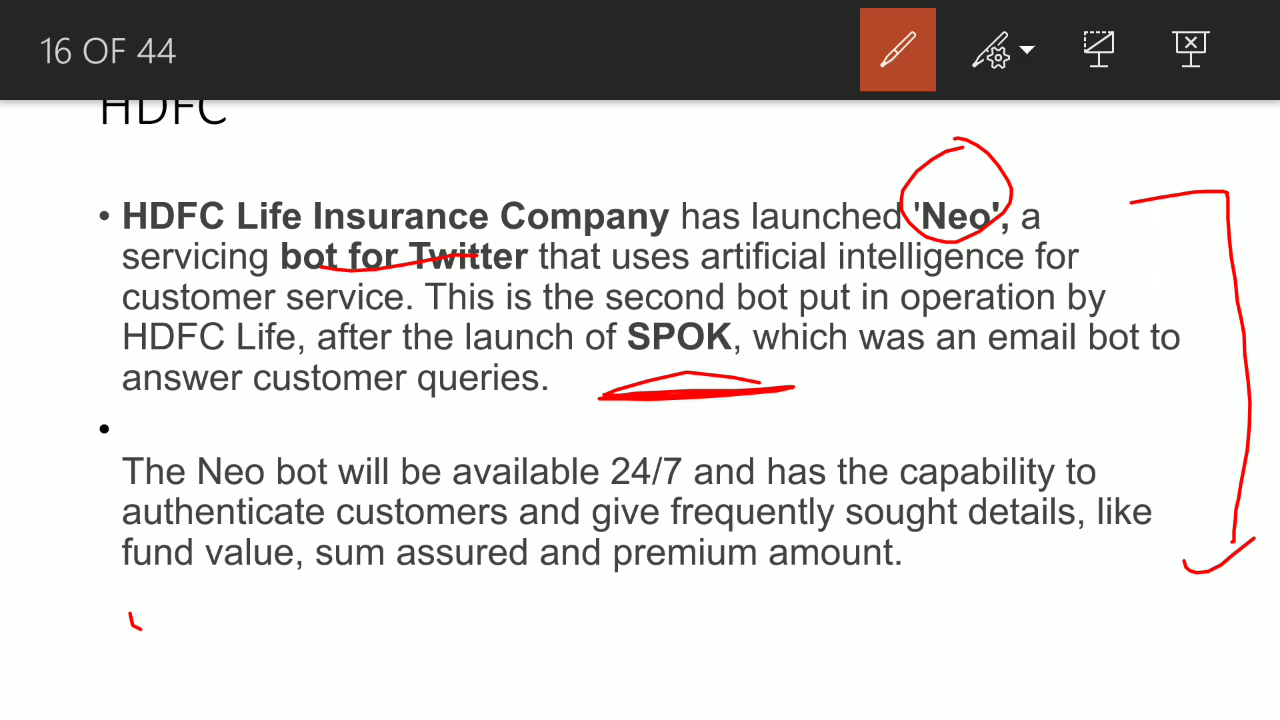 16 OF 44
HDFC
• HDFC Life Insurance Company has launched 'Neo', a
servicing bot for Twitter that uses artificial intelligence for
customer service. This is the second bot put in operation by
HDFC Life, after the launch of SPOK, which was an email bot to
answer customer queries.
•
The Neo bot will be available 24/7 and has the capability to
authenticate customers and give frequently sought details, like
fund value, sum assured and premium amount.